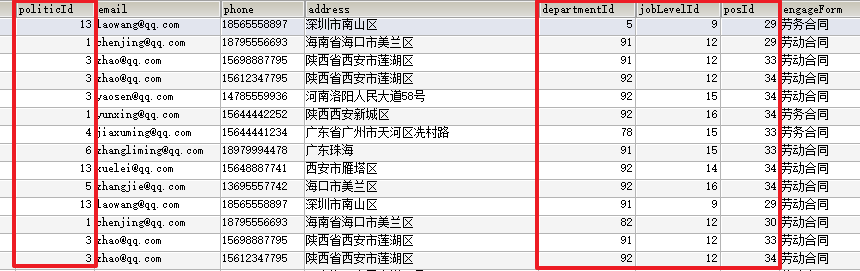 politicId email phone address departmentId jobLevelId posId engageForm
13 laowang@qq.com 18565558897 深圳市南山区 5 9 29 劳务合同
1 chenjing@qq.com 18795556693 海南省海口市美兰区 91 12 29 劳动合同
3 zhao@qq.com 15698887795 陕西省西安市莲湖区 91 12 33 劳动合同
3 zhao@qq.com 15612347795 陕西省西安市莲湖区 92 12 34 劳动合同
3 yaosen@qq.com 14785559936 河南洛阳人民大道58号 92 15 34 劳动合同
1 yunxing@qq.com 15644442252 陕西西安新城区 92 16 34 劳务合同
4 jiaxuming@qq.com 15644441234 广东省广州市天河区冼村路 78 15 33 劳动合同
6 zhangliming@qq.com 18979994478 广东珠海 91 15 33 劳动合同
13 xuelei@qq.com 15648887741 西安市雁塔区 92 14 34 劳动合同
5 zhangjie@qq.com 13695557742 海口市美兰区 92 16 34 劳动合同
13 laowang@qq.com 18565558897 深圳市南山区 91 9 29 劳动合同
1 chenjing@qq.com 18795556693 海南省海口市美兰区 82 12 30 劳动合同
3 zhao@qq.com 15698887795 陕西省西安市莲湖区 91 12 33 劳动合同
3 zhao@qq.com 15612347795 陕西省西安市莲湖区 92 12 34 劳动合同